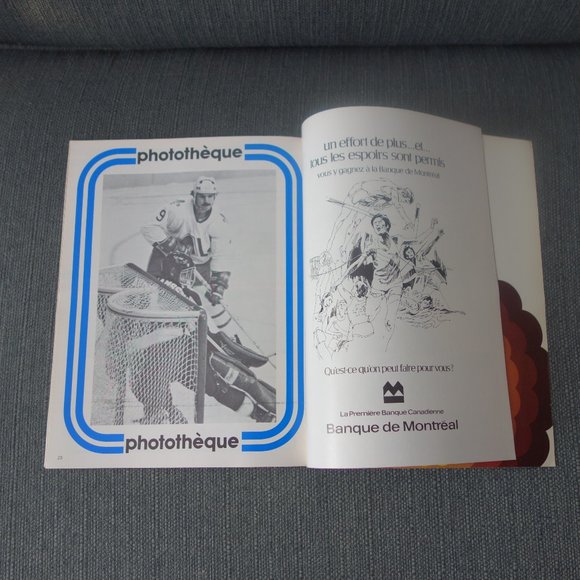 photothèque
9
photothèque
un effort de plus...et...
tous les espoirs sont permis
vous y gagnez à la Banque de Montréal
Qu'est-ce qu'on peut faire pour vous?
La Première Banque Canadienne
Banque de Montréal